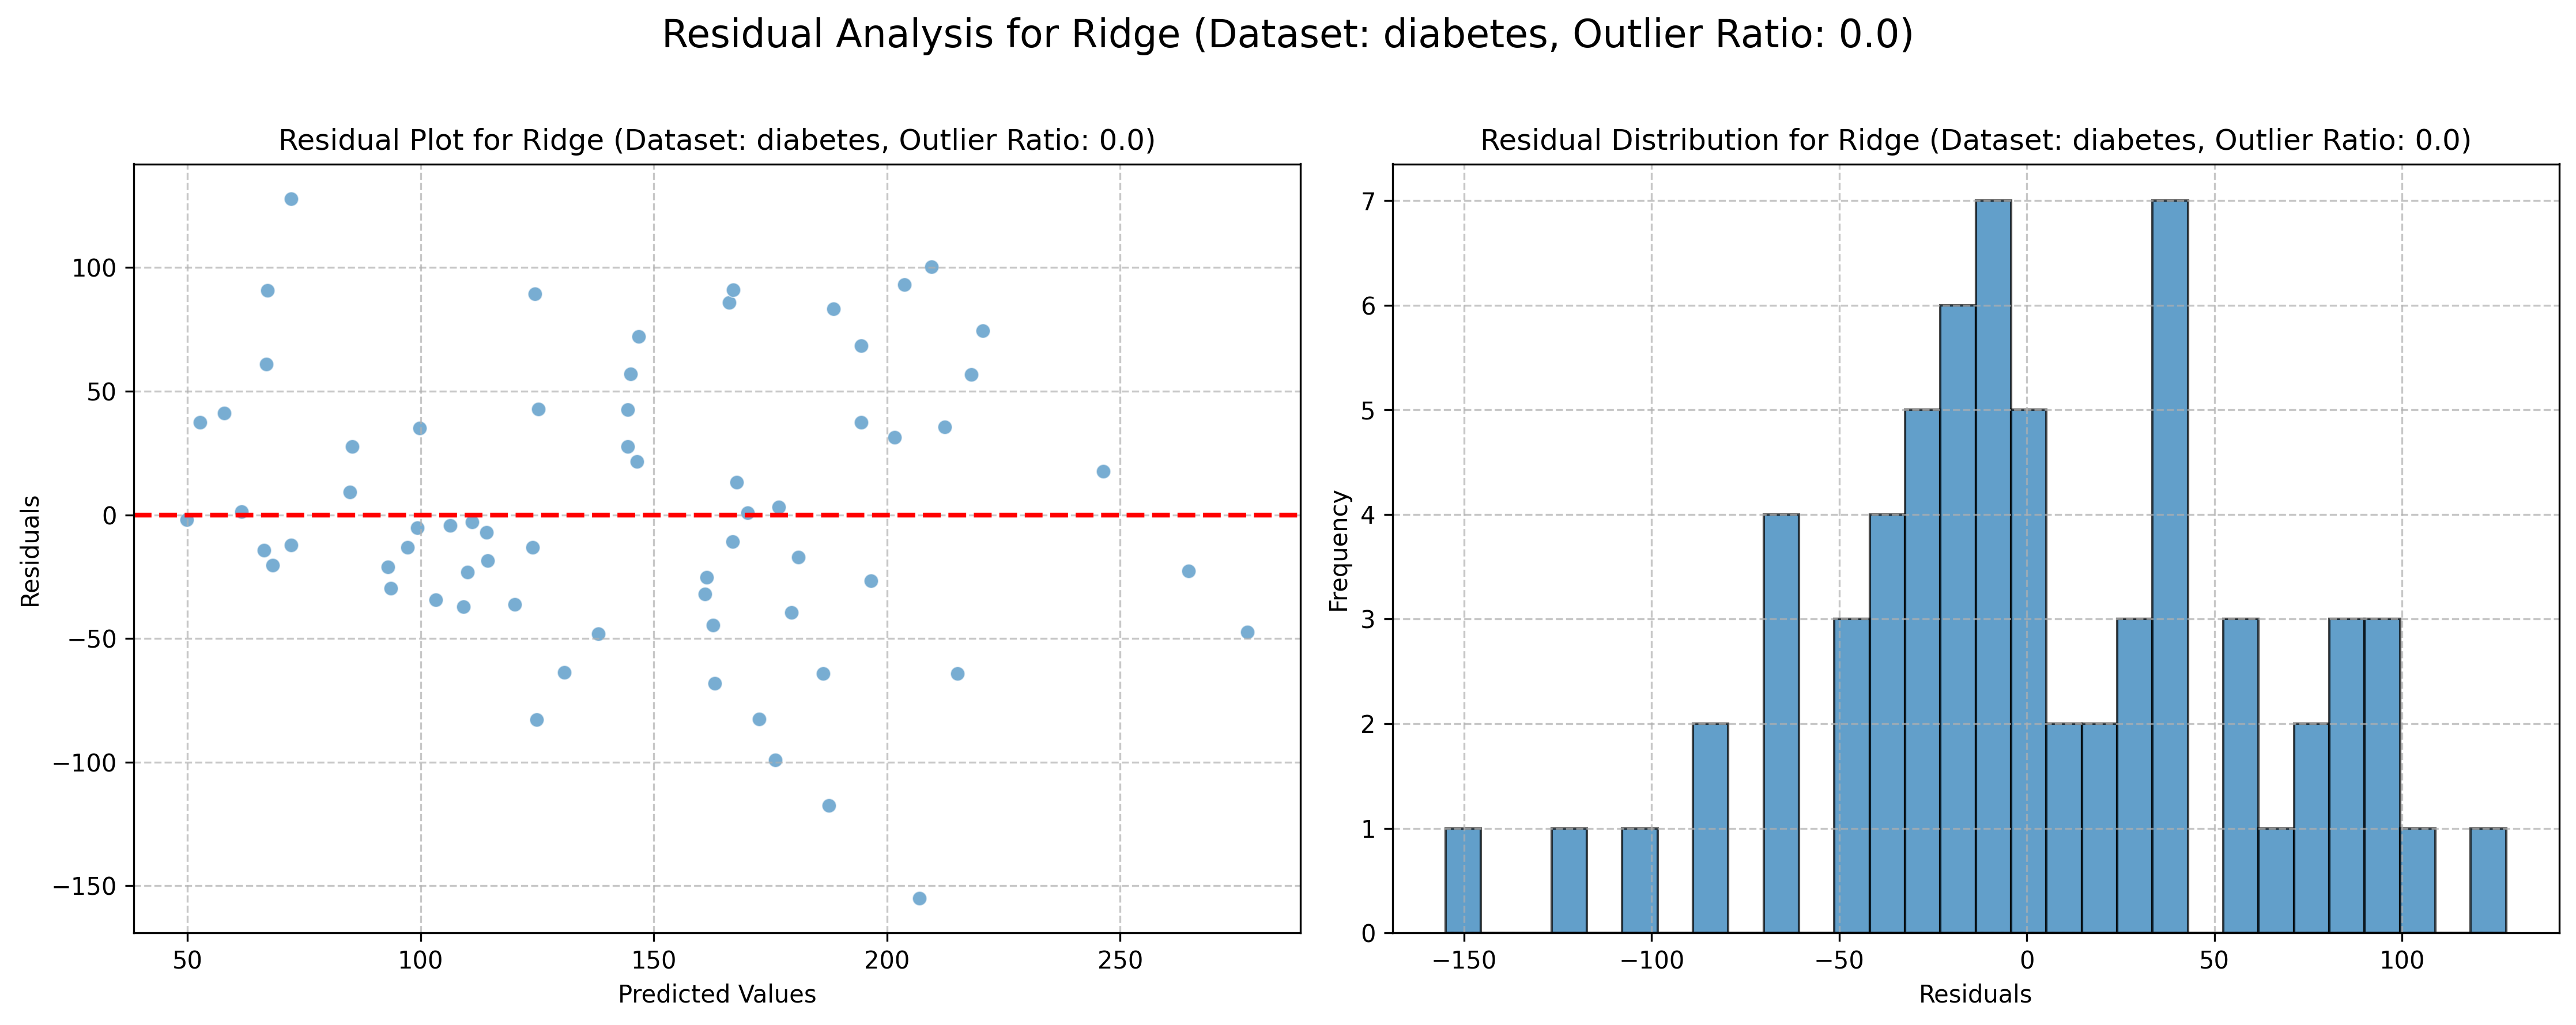 Residual Analysis for Ridge (Dataset: diabetes, Outlier Ratio: 0.0)
Residual Plot for Ridge (Dataset: diabetes, Outlier Ratio: 0.0)
100
50
0
−50
−100
−150
Residuals
50 100 150 200 250
Predicted Values
Residual Distribution for Ridge (Dataset: diabetes, Outlier Ratio: 0.0)
7
6
5
4
3
2
1
0
Frequency
−150 −100 −50 0 50 100
Residuals